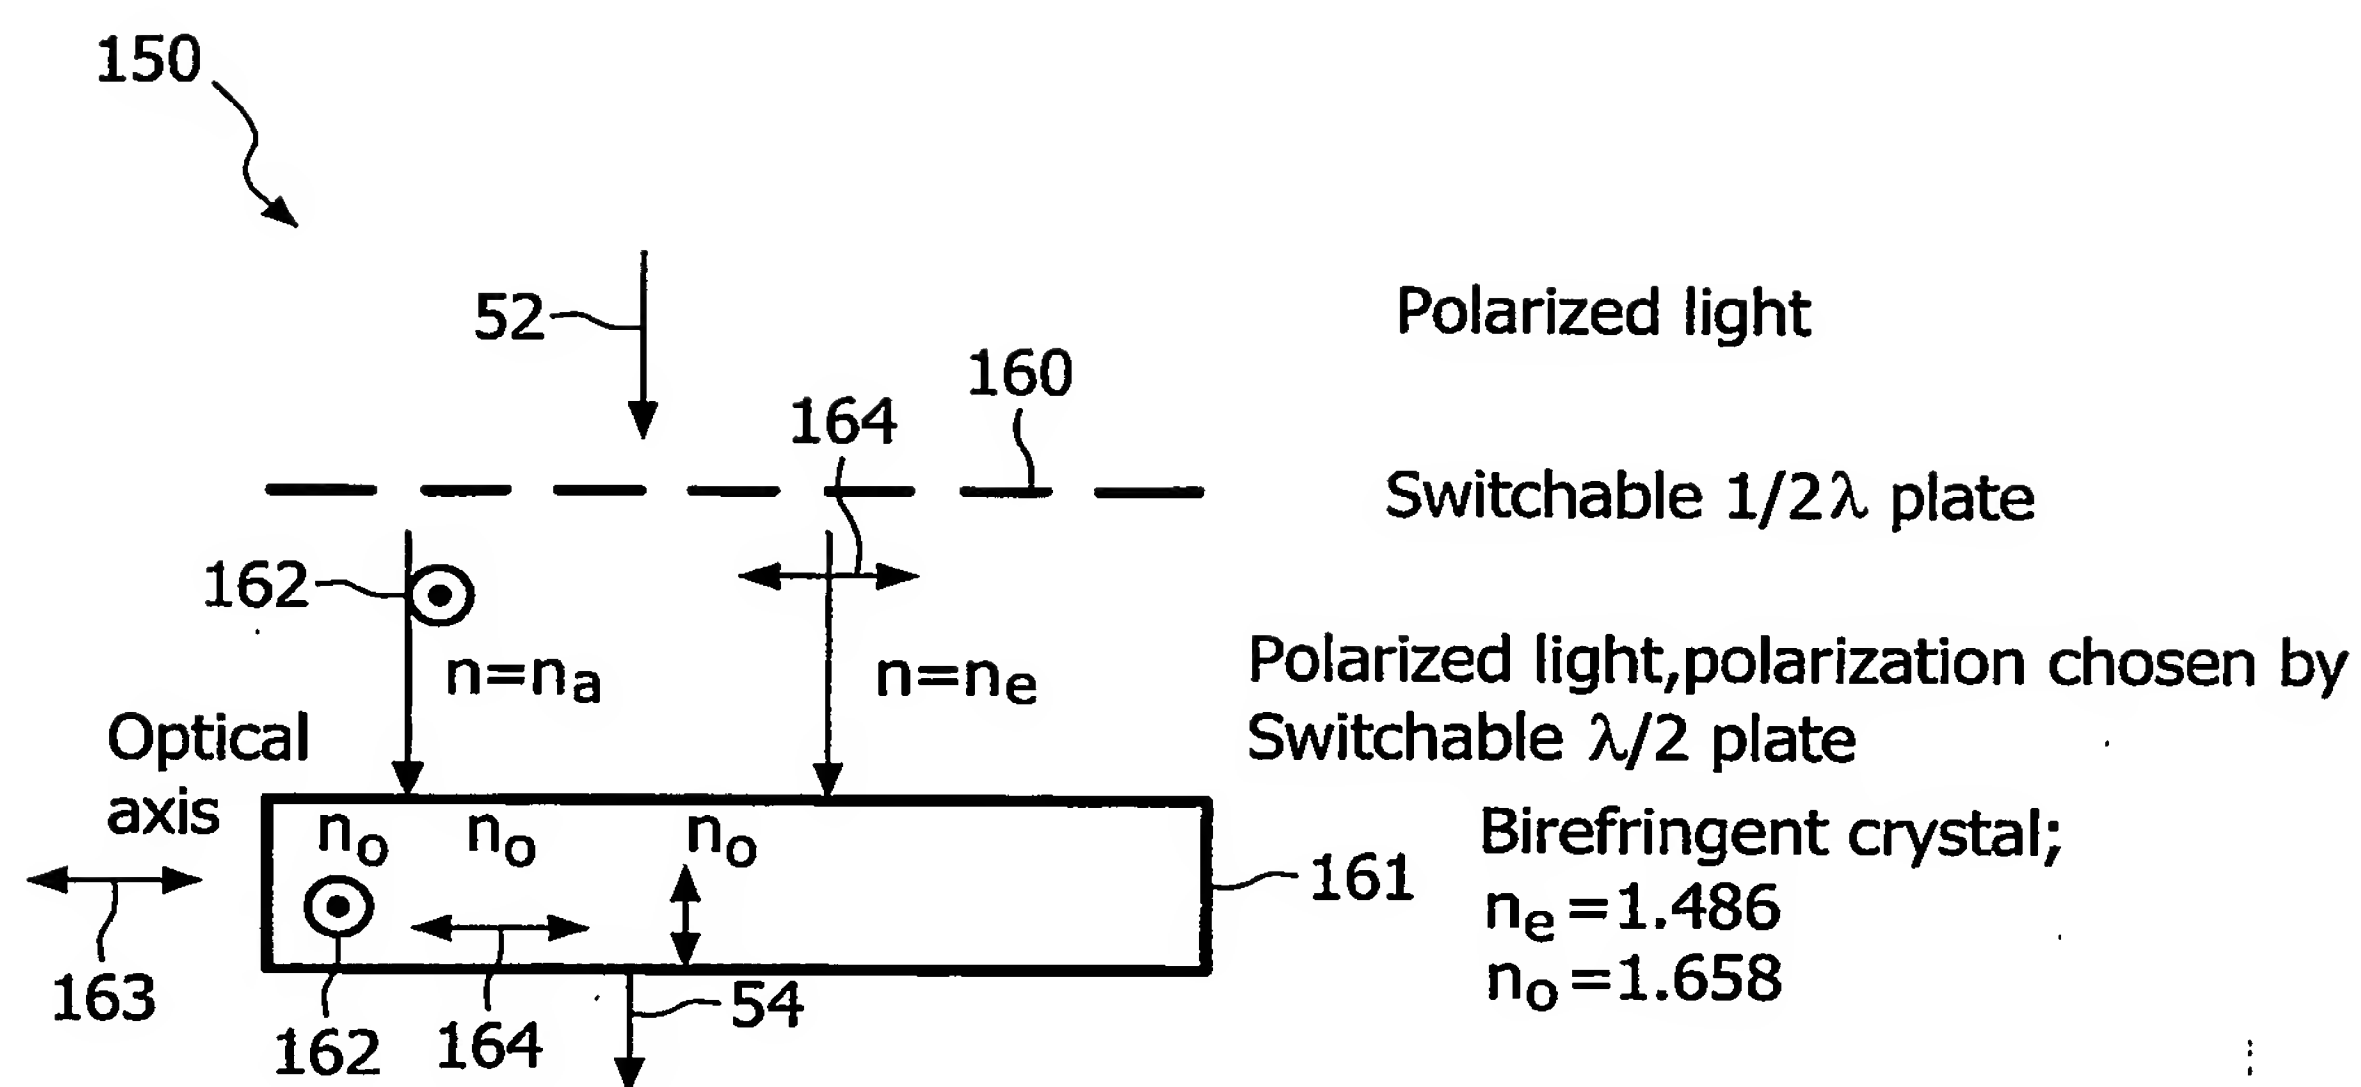 150
52
Polarized light
160
164
Switchable 1/2λ plate
162
n=nₐ
n=nₑ
Polarized light,polarization chosen by
Switchable λ/2 plate
Optical
axis
nₒ
nₒ
nₒ
Birefringent crystal;
161
nₑ=1.486
nₒ=1.658
163
162
164
54